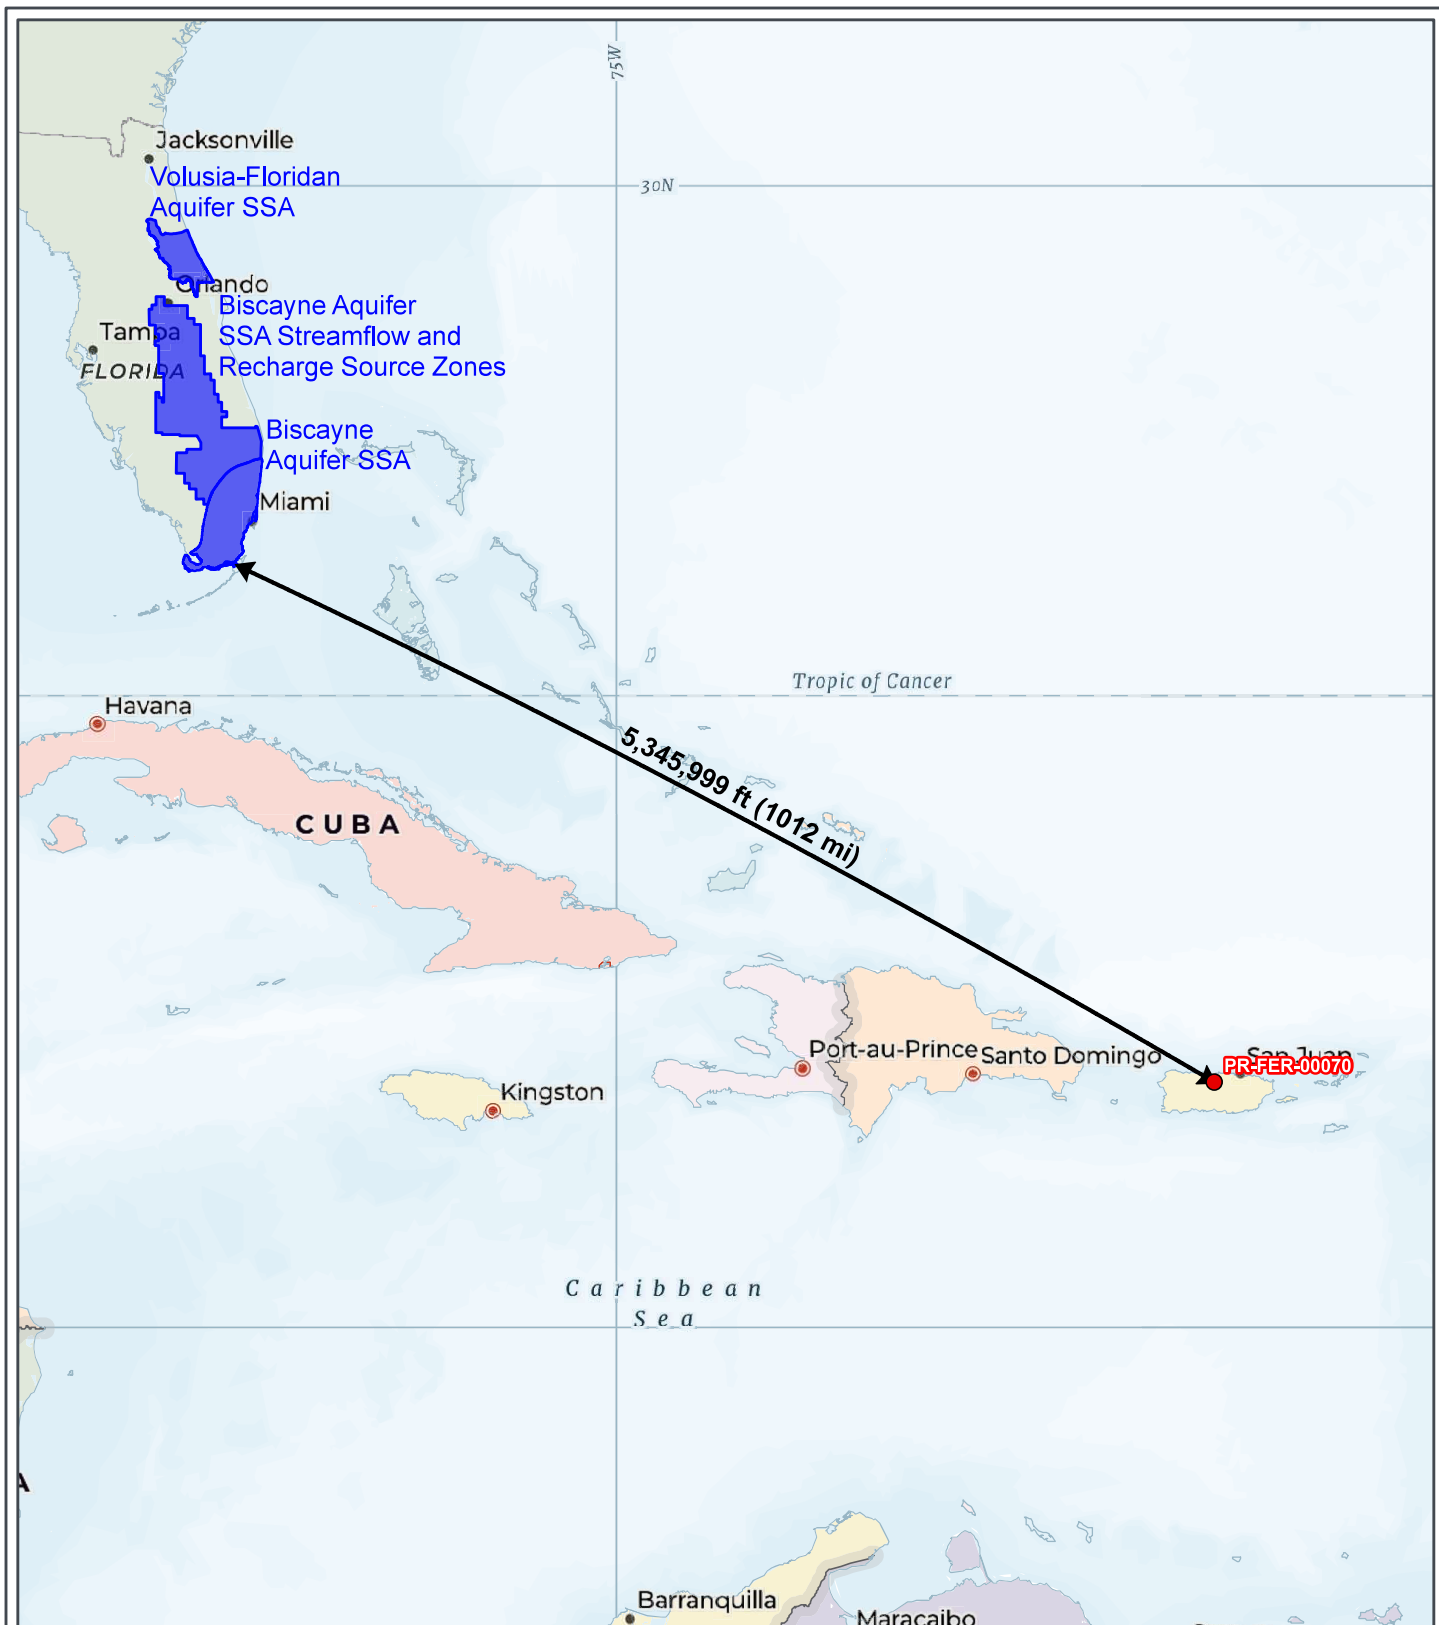 75W
Jacksonville
Volusia-Floridan
Aquifer SSA
30N
Orlando
Biscayne Aquifer
SSA Streamflow and
Recharge Source Zones
Tampa
FLORIDA
Biscayne
Aquifer SSA
Miami
Tropic of Cancer
Havana
5,345,999 ft (1012 mi)
CUBA
Port-au-Prince
Santo Domingo
San Juan
PR-FER-00070
Kingston
Caribbean
Sea
A
Barranquilla
Maracaibo